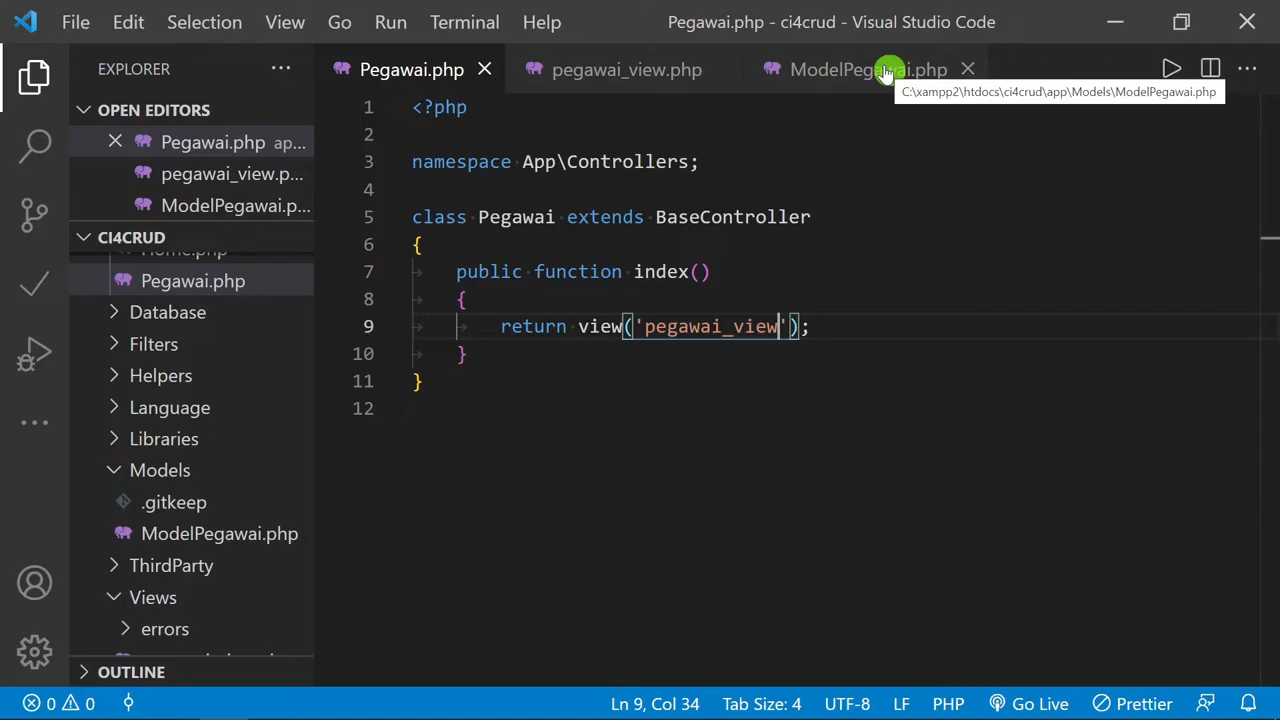 File Edit Selection View Go Run Terminal Help Pegawai.php - ci4crud - Visual Studio Code
EXPLORER
OPEN EDITORS
Pegawai.php ap...
pegawai_view.p...
ModelPegawai.p...
CI4CRUD
Home.php
Pegawai.php
Database
Filters
Helpers
Language
Libraries
Models
.gitkeep
ModelPegawai.php
ThirdParty
Views
errors
OUTLINE
Pegawai.php pegawai_view.php ModelPegawai.php
C:\xampp2\htdocs\ci4crud\app\Models\ModelPegawai.php
1 <?php
2
3 namespace App\Controllers;
4
5 class Pegawai extends BaseController
6 {
7 public function index()
8 {
9 return view('pegawai_view');
10 }
11 }
12
0 0 Ln 9, Col 34 Tab Size: 4 UTF-8 LF PHP Go Live Prettier